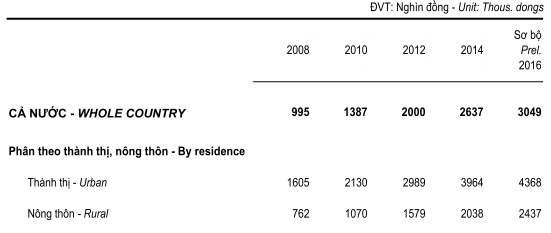 ĐVT: Nghìn đồng - Unit: Thous. dongs
2008 2010 2012 2014 Sơ bộ Prel. 2016
CẢ NƯỚC - WHOLE COUNTRY 995 1387 2000 2637 3049
Phân theo thành thị, nông thôn - By residence
Thành thị - Urban 1605 2130 2989 3964 4368
Nông thôn - Rural 762 1070 1579 2038 2437